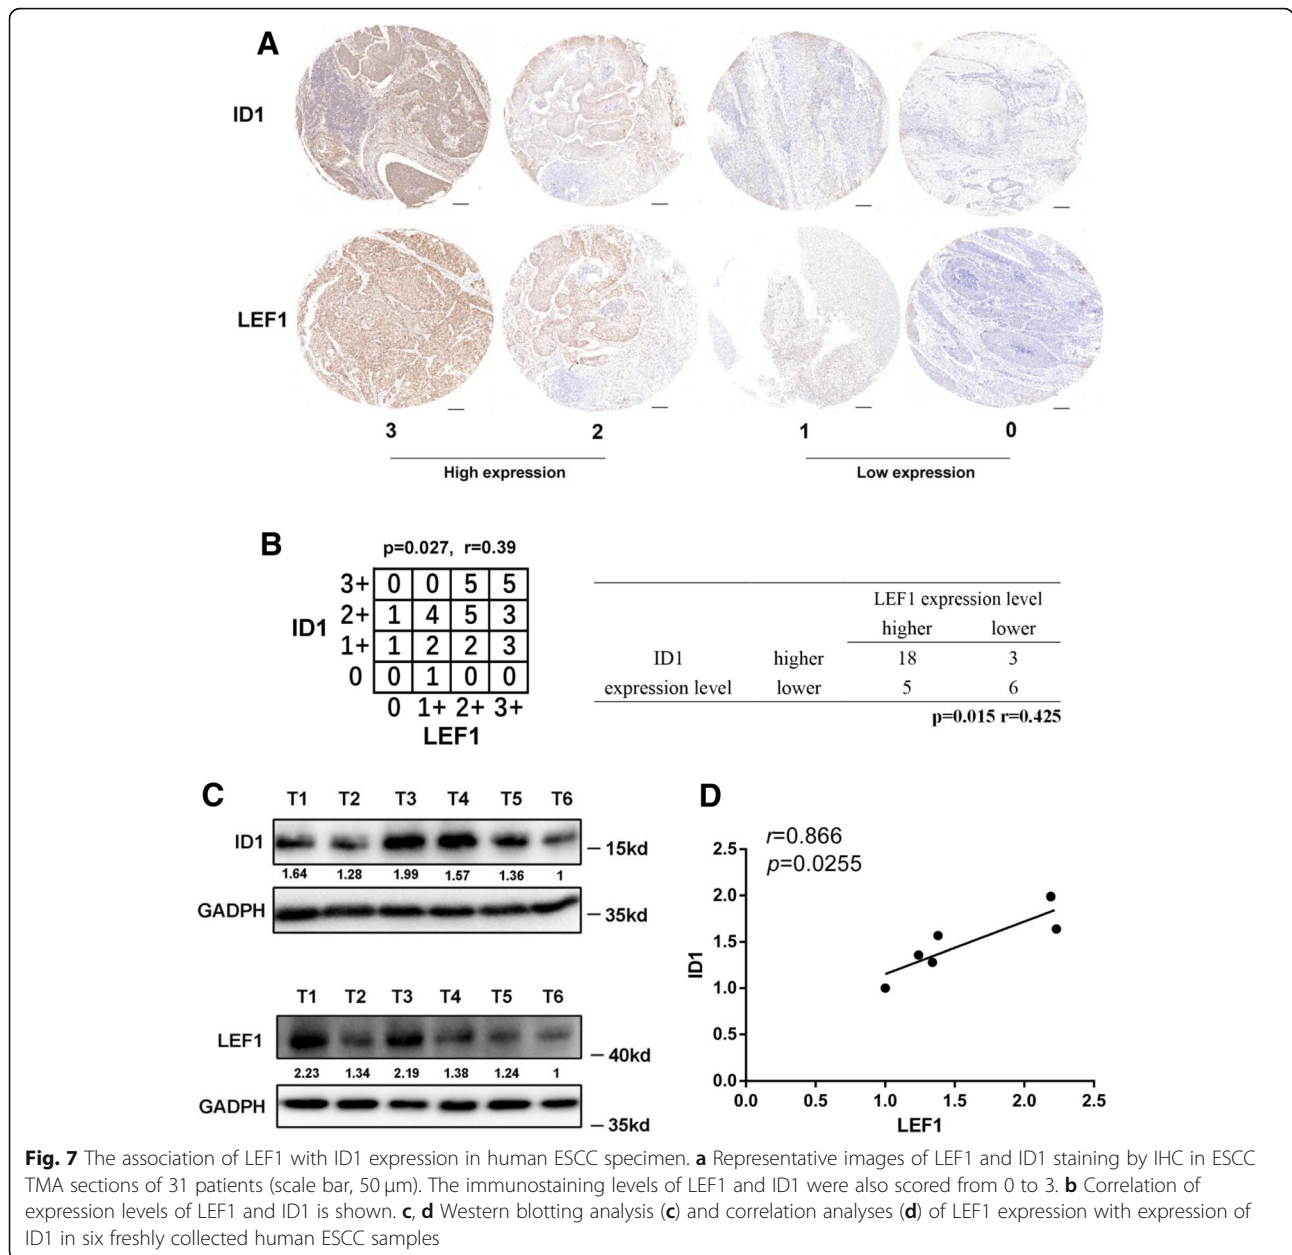 A
ID1
LEF1
3 2 1 0
High expression Low expression
B
p=0.027, r=0.39
3+ 0 0 5 5
2+ 1 4 5 3
ID1
1+ 1 2 2 3
0 0 1 0 0
0 1+ 2+ 3+
LEF1
LEF1 expression level
higher lower
ID1 higher 18 3
expression level lower 5 6
p=0.015 r=0.425
C
T1 T2 T3 T4 T5 T6
ID1 15kd
1.64 1.28 1.99 1.57 1.36 1
GADPH 35kd
T1 T2 T3 T4 T5 T6
LEF1 40kd
2.23 1.34 2.19 1.38 1.24 1
GADPH 35kd
D
r=0.866
p=0.0255
2.5
2.0
1.5
1.0
0.5
0.0
ID1
0.0 0.5 1.0 1.5 2.0 2.5
LEF1
Fig. 7 The association of LEF1 with ID1 expression in human ESCC specimen. a Representative images of LEF1 and ID1 staining by IHC in ESCC
TMA sections of 31 patients (scale bar, 50 μm). The immunostaining levels of LEF1 and ID1 were also scored from 0 to 3. b Correlation of
expression levels of LEF1 and ID1 is shown. c, d Western blotting analysis (c) and correlation analyses (d) of LEF1 expression with expression of
ID1 in six freshly collected human ESCC samples